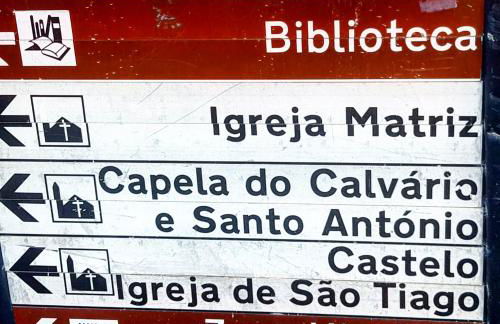 Biblioteca
Igreja Matriz
Capela do Calvário
e Santo António
Castelo
Igreja de São Tiago